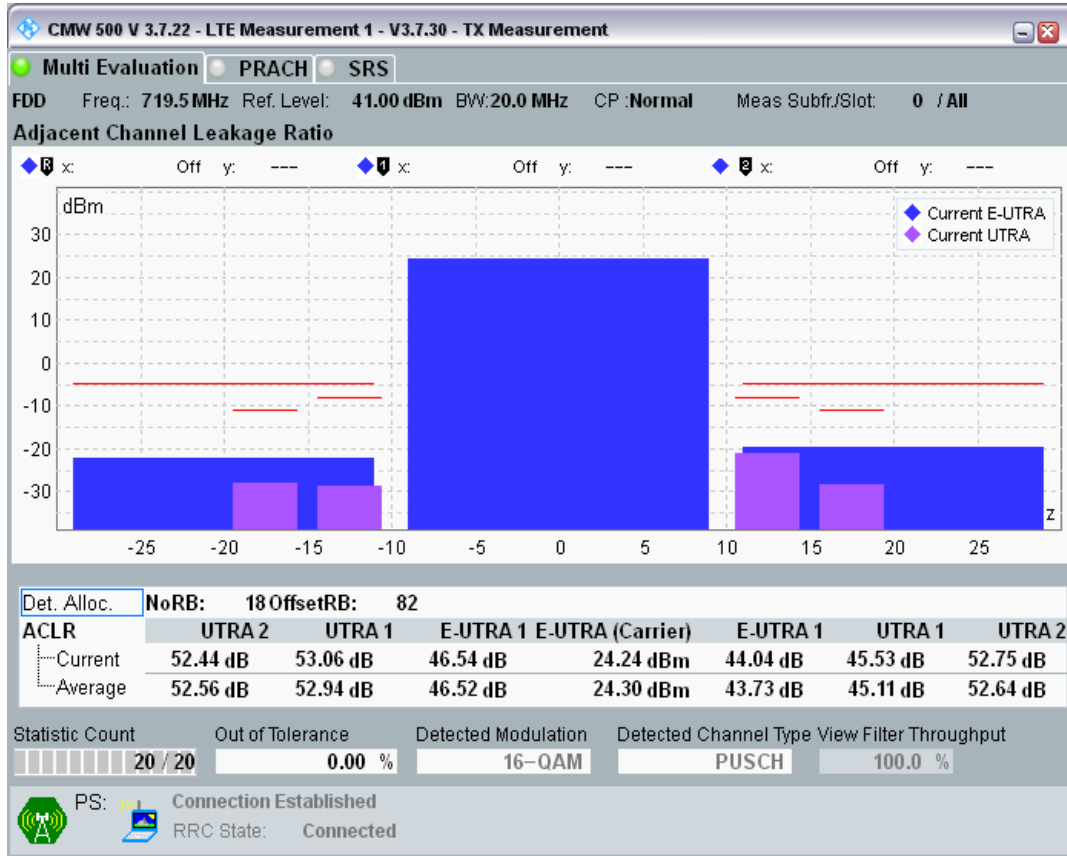 CMW 500 V 3.7.22 - LTE Measurement 1 - V3.7.30 - TX Measurement
Multi Evaluation PRACH SRS
FDD Freq.: 719.5 MHz Ref. Level: 41.00 dBm BW: 20.0 MHz CP :Normal Meas Subfr./Slot: 0 / All
Adjacent Channel Leakage Ratio
R x: Off y: --- 1 x: Off y: --- 2 x: Off y: ---
dBm
Current E-UTRA
Current UTRA
30
20
10
0
-10
-20
-30
z
-25 -20 -15 -10 -5 0 5 10 15 20 25
Det. Alloc. NoRB: 18 OffsetRB: 82
ACLR UTRA 2 UTRA 1 E-UTRA 1 E-UTRA (Carrier) E-UTRA 1 UTRA 1 UTRA 2
Current 52.44 dB 53.06 dB 46.54 dB 24.24 dBm 44.04 dB 45.53 dB 52.75 dB
Average 52.56 dB 52.94 dB 46.52 dB 24.30 dBm 43.73 dB 45.11 dB 52.64 dB
Statistic Count Out of Tolerance Detected Modulation Detected Channel Type View Filter Throughput
20 / 20 0.00 % 16-QAM PUSCH 100.0 %
PS: Connection Established
RRC State: Connected